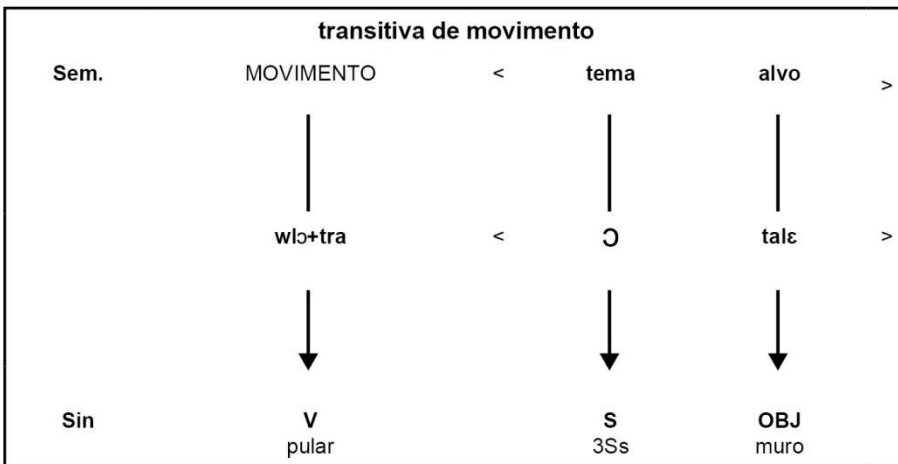 transitiva de movimento
Sem. MOVIMENTO < tema alvo >
wlɔ+tra < Ɔ talɛ >
Sin V S OBJ
pular 3Ss muro